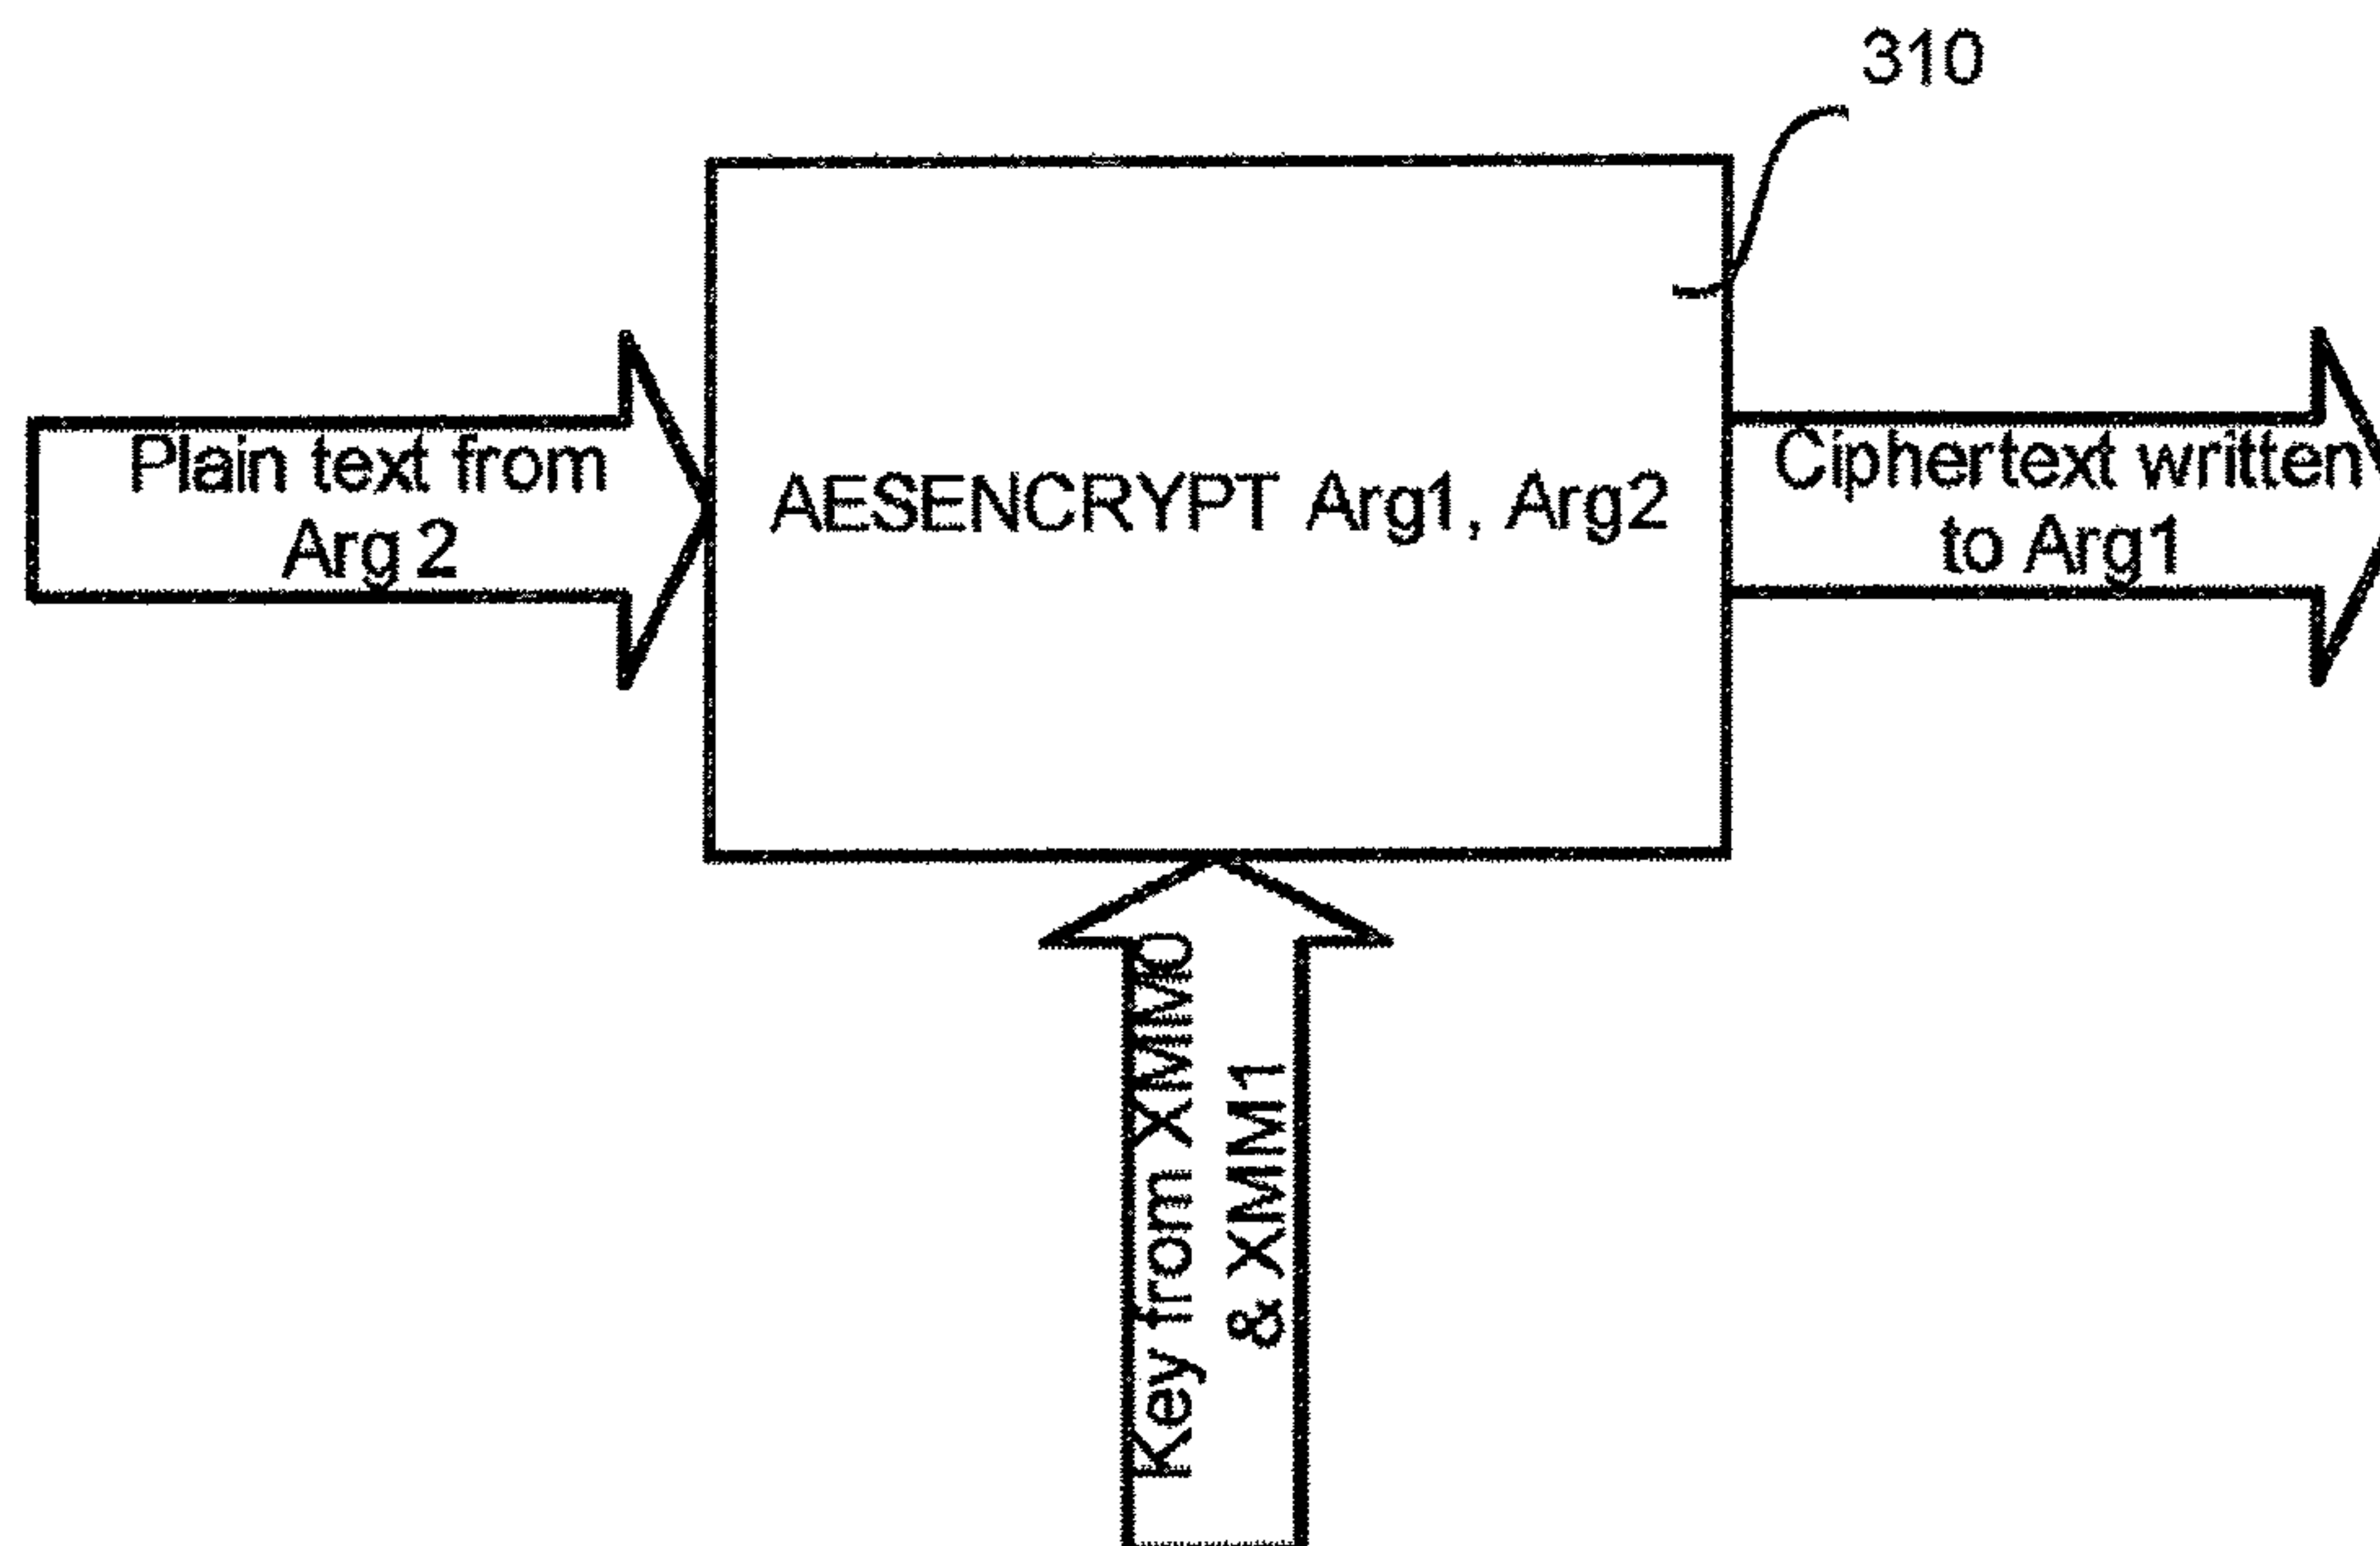 310
Plain text from
Arg 2
AESENCRYPT Arg1, Arg2
Ciphertext written
to Arg1
Key from XMM0
& XMM1